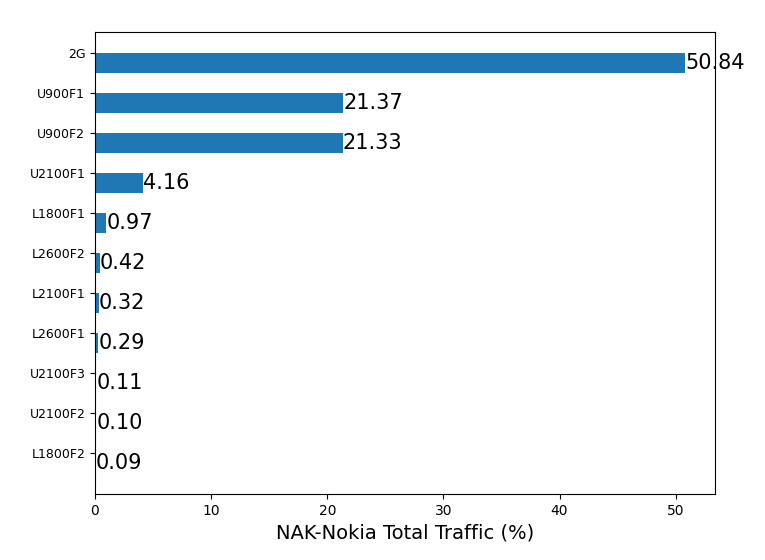 2G 50.84
U900F1 21.37
U900F2 21.33
U2100F1 4.16
L1800F1 0.97
L2600F2 0.42
L2100F1 0.32
L2600F1 0.29
U2100F3 0.11
U2100F2 0.10
L1800F2 0.09
0 10 20 30 40 50
NAK-Nokia Total Traffic (%)